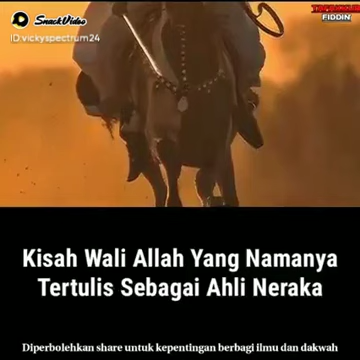 SnackVideo
ID:vickyspectrum24
FIDDIN
Kisah Wali Allah Yang Namanya
Tertulis Sebagai Ahli Neraka
Diperbolehkan share untuk kepentingan berbagi ilmu dan dakwah